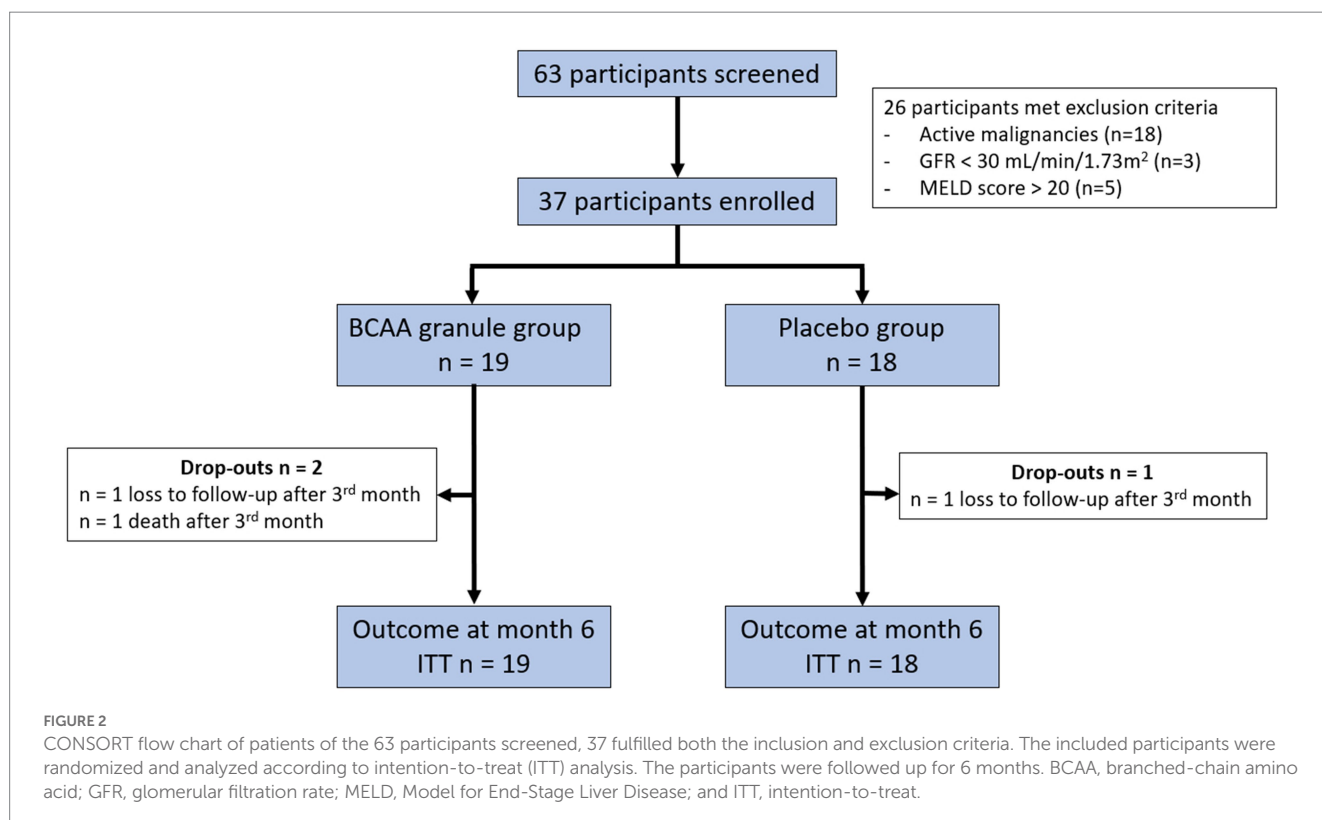 63 participants screened
26 participants met exclusion criteria
- Active malignancies (n=18)
- GFR < 30 mL/min/1.73m² (n=3)
- MELD score > 20 (n=5)
37 participants enrolled
BCAA granule group
n = 19
Placebo group
n = 18
Drop-outs n = 2
n = 1 loss to follow-up after 3rd month
n = 1 death after 3rd month
Drop-outs n = 1
n = 1 loss to follow-up after 3rd month
Outcome at month 6
ITT n = 19
Outcome at month 6
ITT n = 18
FIGURE 2
CONSORT flow chart of patients of the 63 participants screened, 37 fulfilled both the inclusion and exclusion criteria. The included participants were
randomized and analyzed according to intention-to-treat (ITT) analysis. The participants were followed up for 6 months. BCAA, branched-chain amino
acid; GFR, glomerular filtration rate; MELD, Model for End-Stage Liver Disease; and ITT, intention-to-treat.